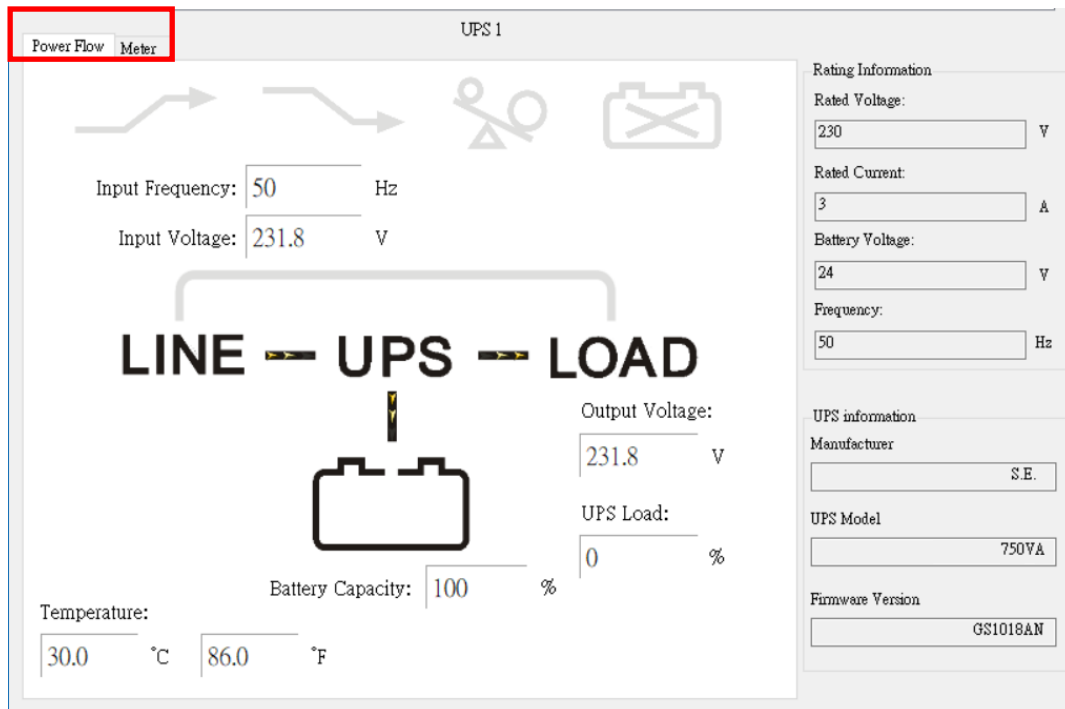 UPS 1
Power Flow Meter
Input Frequency: 50 Hz
Input Voltage: 231.8 V
LINE UPS LOAD
Output Voltage:
231.8 V
UPS Load:
0 %
Battery Capacity: 100 %
Temperature:
30.0 °C 86.0 °F
Rating Information
Rated Voltage:
230 V
Rated Current:
3 A
Battery Voltage:
24 V
Frequency:
50 Hz
UPS information
Manufacturer
S.E.
UPS Model
750VA
Firmware Version
GS1018AN